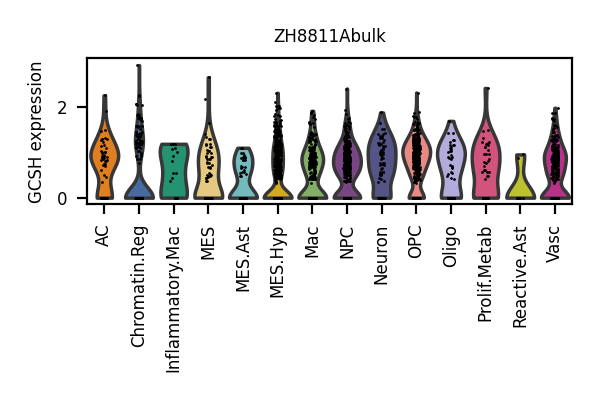 ZH8811Abulk
GCSH expression
2
0
AC
Chromatin.Reg
Inflammatory.Mac
MES
MES.Ast
MES.Hyp
Mac
NPC
Neuron
OPC
Oligo
Prolif.Metab
Reactive.Ast
Vasc